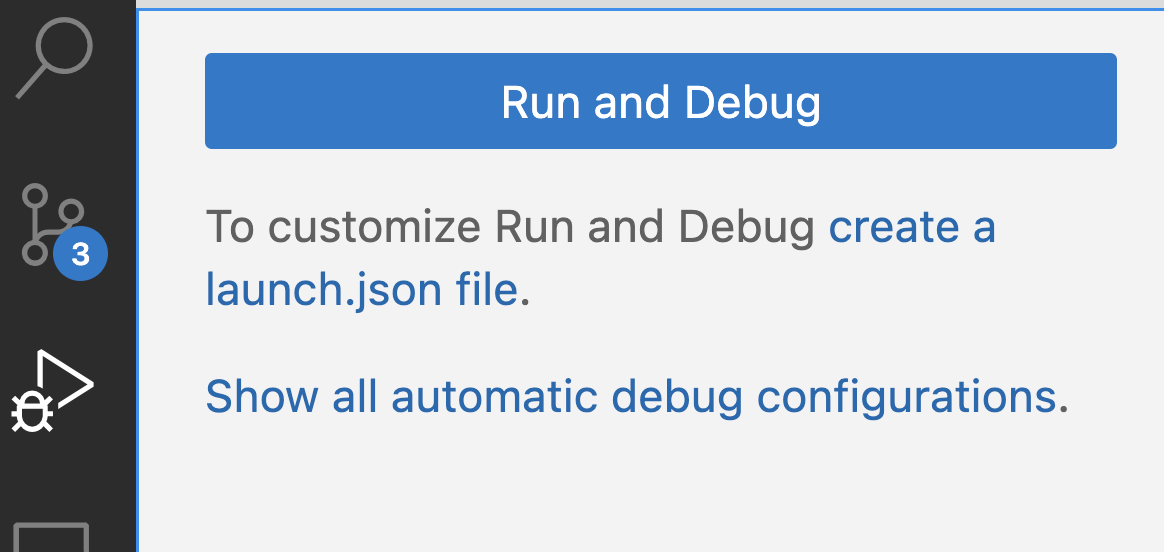 Run and Debug
3
To customize Run and Debug create a
launch.json file.
Show all automatic debug configurations.